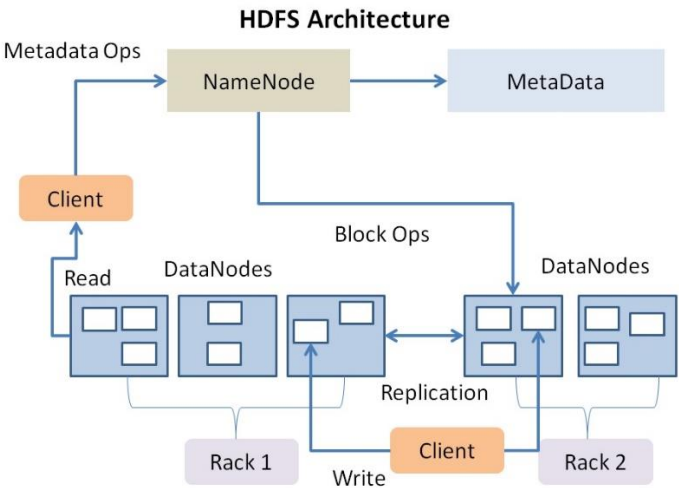 HDFS Architecture
Metadata Ops
NameNode
MetaData
Client
Block Ops
Read
DataNodes
DataNodes
Replication
Client
Rack 1
Rack 2
Write